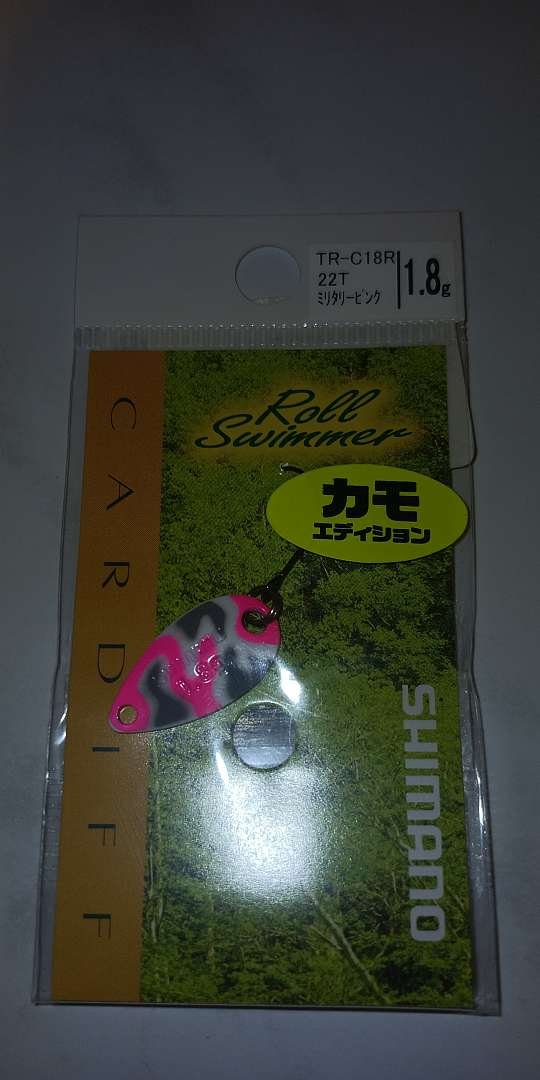 TR-C18R
22T
ミリタリーピンク
1.8g
Roll
Swimmer
カモ
エディション
CARDIFF
SHIMANO